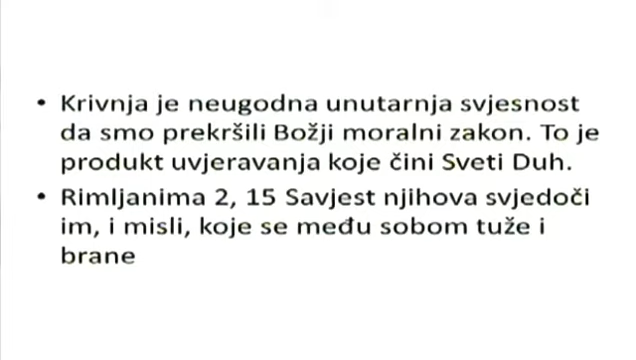 • Krivnja je neugodna unutarnja svjesnost
da smo prekršili Božji moralni zakon. To je
produkt uvjeravanja koje čini Sveti Duh.
• Rimljanima 2, 15 Savjest njihova svjedoči
im, i misli, koje se među sobom tuže i
brane